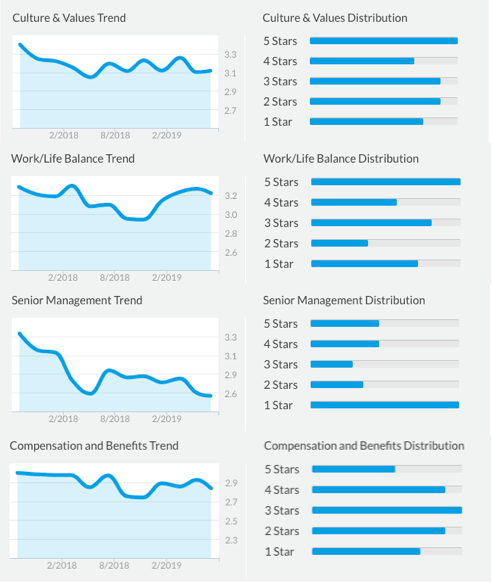 Culture & Values Trend
3.3
3.1
2.9
2.7
2/2018 8/2018 2/2019
Culture & Values Distribution
5 Stars
4 Stars
3 Stars
2 Stars
1 Star
Work/Life Balance Trend
3.2
3.0
2.8
2.6
2/2018 8/2018 2/2019
Work/Life Balance Distribution
5 Stars
4 Stars
3 Stars
2 Stars
1 Star
Senior Management Trend
3.3
3.1
2.9
2.6
2/2018 8/2018 2/2019
Senior Management Distribution
5 Stars
4 Stars
3 Stars
2 Stars
1 Star
Compensation and Benefits Trend
2.9
2.7
2.5
2.3
2/2018 8/2018 2/2019
Compensation and Benefits Distribution
5 Stars
4 Stars
3 Stars
2 Stars
1 Star